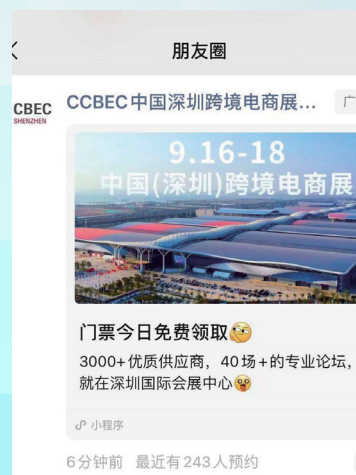 朋友圈
CBEC
SHENZHEN
CCBEC中国深圳跨境电商展...
广
9.16-18
中国(深圳)跨境电商展
门票今日免费领取
3000+优质供应商，40场+的专业论坛，
就在深圳国际会展中心
小程序
6分钟前 最近有243人预约